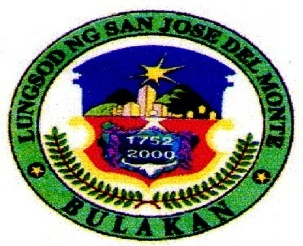 LUNGSOD NG SAN JOSE DEL MONTE
1752
2000
BULAKAN